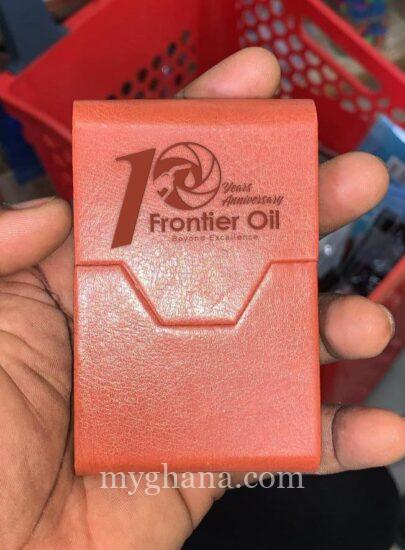 10
Years
Anniversary
Frontier Oil
Beyond Excellence
myghana.com